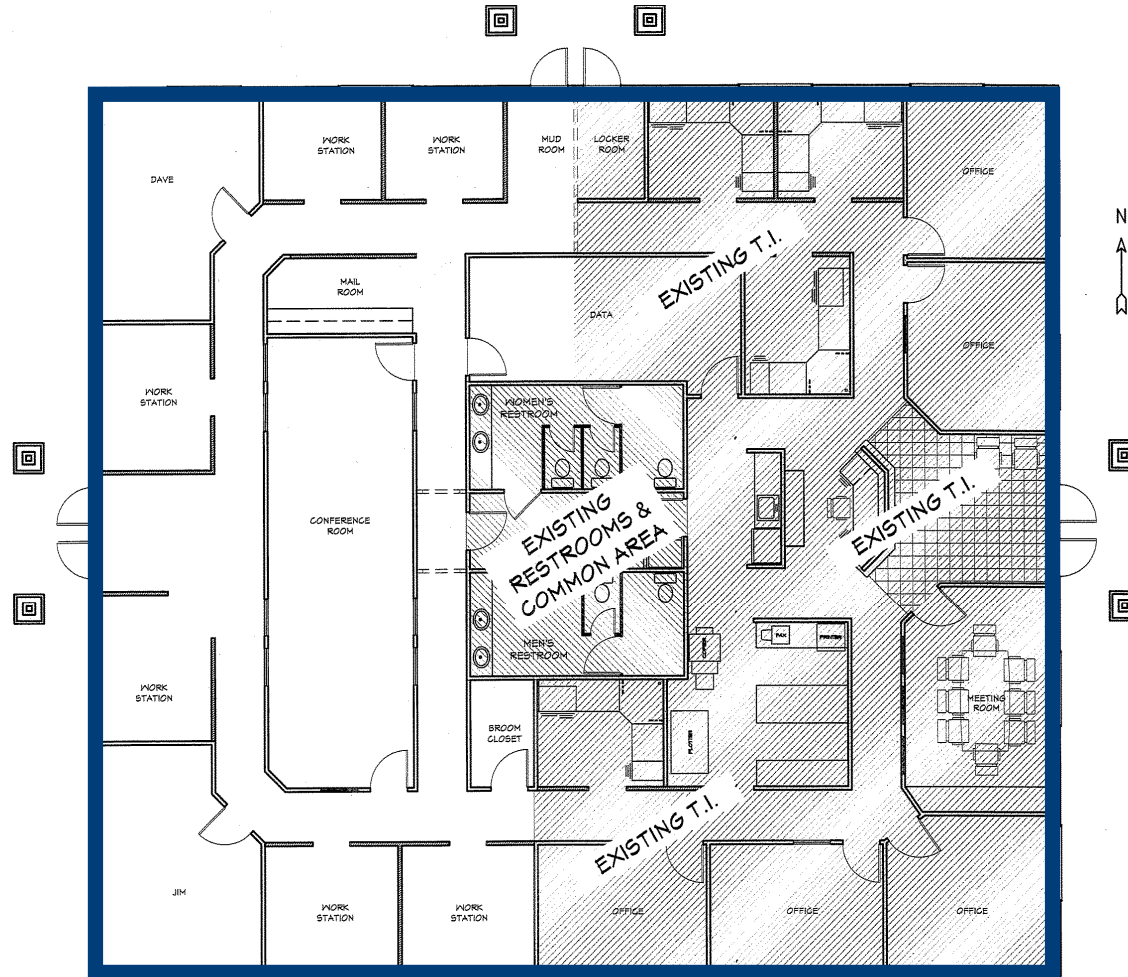 WORK
STATION
WORK
STATION
MUD
ROOM
LOCKER
ROOM
OFFICE
DAVE
N
EXISTING T.I.
MAIL
ROOM
DATA
OFFICE
WORK
STATION
WOMEN'S
RESTROOM
CONFERENCE
ROOM
EXISTING
RESTROOMS &
COMMON AREA
EXISTING T.I.
MEN'S
RESTROOM
FAX
PRINTER
COPIER
WORK
STATION
MEETING
ROOM
BROOM
CLOSET
PLOTTER
EXISTING T.I.
JIM
WORK
STATION
WORK
STATION
OFFICE
OFFICE
OFFICE